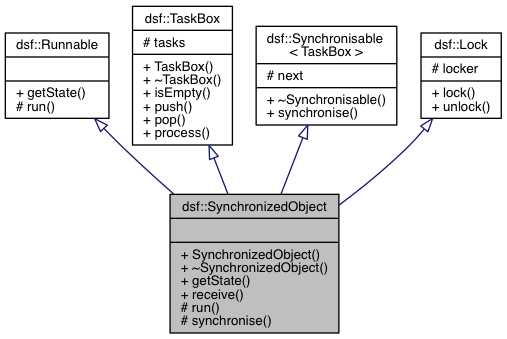 dsf::Runnable
+ getState()
# run()
dsf::TaskBox
# tasks
+ TaskBox()
+ ~TaskBox()
+ isEmpty()
+ push()
+ pop()
+ process()
dsf::Synchronisable
< TaskBox >
# next
+ ~Synchronisable()
+ synchronise()
dsf::Lock
# locker
+ lock()
+ unlock()
dsf::SynchronizedObject
+ SynchronizedObject()
+ ~SynchronizedObject()
+ getState()
+ receive()
# run()
# synchronise()